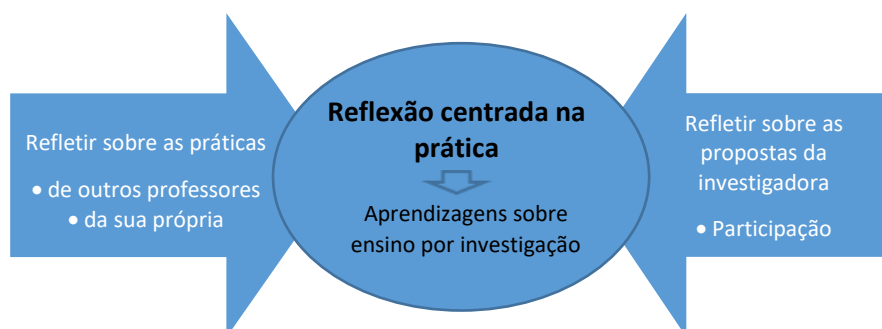 Refletir sobre as práticas
• de outros professores
• da sua própria
Reflexão centrada na
prática
Aprendizagens sobre
ensino por investigação
Refletir sobre as
propostas da
investigadora
• Participação